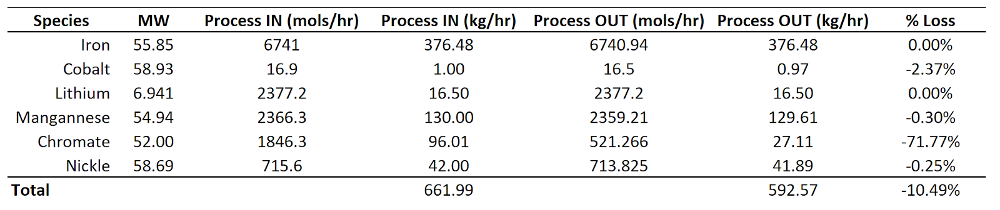 Species MW Process IN (mols/hr) Process IN (kg/hr) Process OUT (mols/hr) Process OUT (kg/hr) % Loss
Iron 55.85 6741 376.48 6740.94 376.48 0.00%
Cobalt 58.93 16.9 1.00 16.5 0.97 -2.37%
Lithium 6.941 2377.2 16.50 2377.2 16.50 0.00%
Mangannese 54.94 2366.3 130.00 2359.21 129.61 -0.30%
Chromate 52.00 1846.3 96.01 521.266 27.11 -71.77%
Nickle 58.69 715.6 42.00 713.825 41.89 -0.25%
Total 661.99 592.57 -10.49%